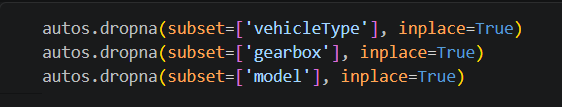 autos.dropna(subset=['vehicleType'], inplace=True)
autos.dropna(subset=['gearbox'], inplace=True)
autos.dropna(subset=['model'], inplace=True)